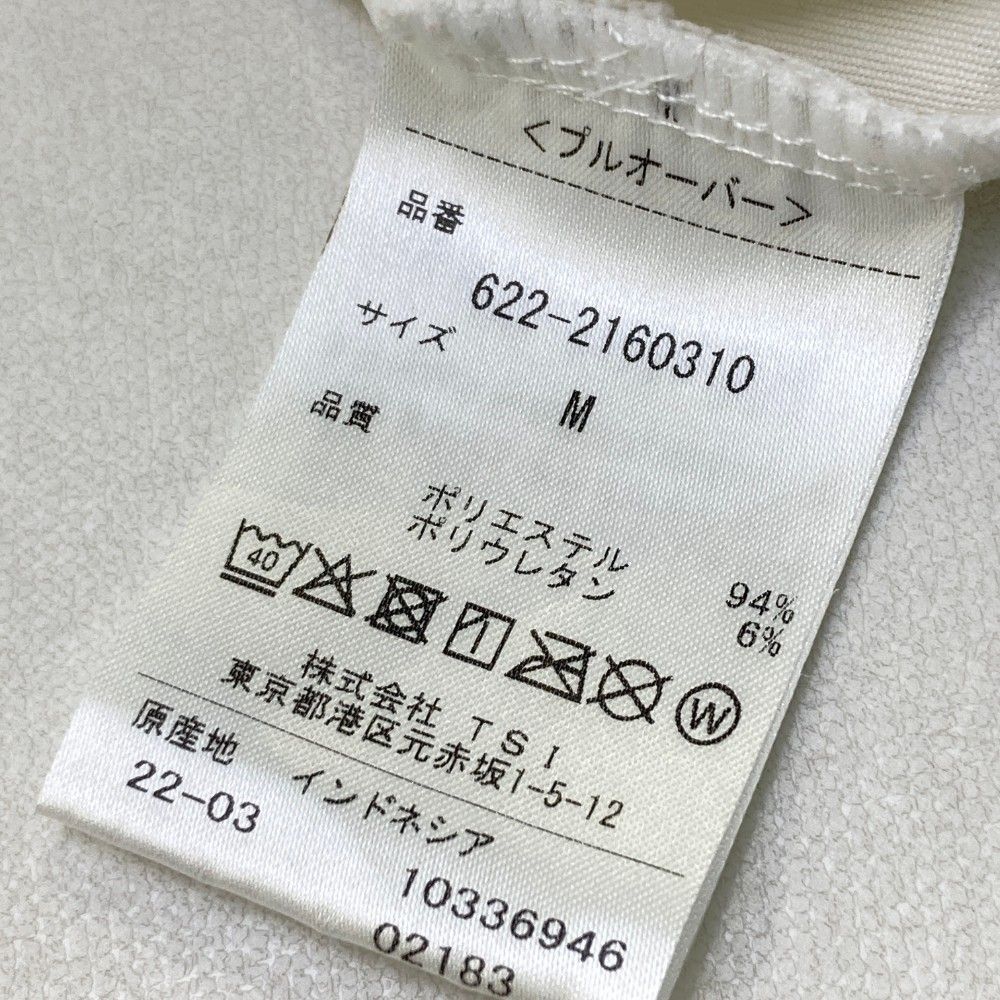 <プルオーバー>
品番
622-2160310
サイズ
M
品質
ポリエステル 94%
ポリウレタン 6%
40
W
株式会社 TSI
東京都港区元赤坂1-5-12
原産地 インドネシア
22-03
10336946
02183